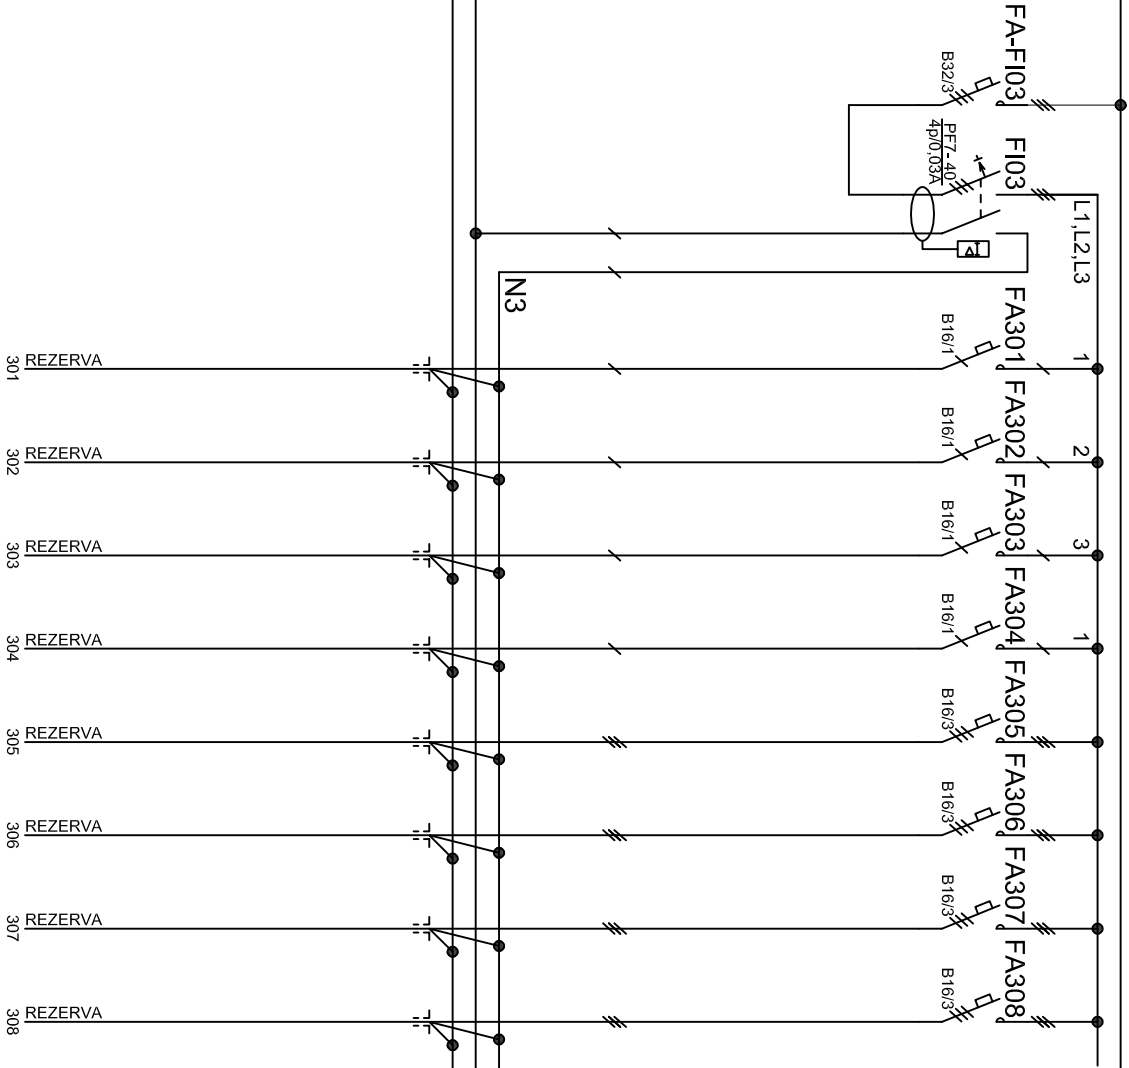 FA-FI03
B32/3
FI03
PF7-40
4p/0,03A
L1,L2,L3
N3
FA301
B16/1
1
301
REZERVA
FA302
B16/1
2
302
REZERVA
FA303
B16/1
3
303
REZERVA
FA304
B16/1
1
304
REZERVA
FA305
B16/3
305
REZERVA
FA306
B16/3
306
REZERVA
FA307
B16/3
307
REZERVA
FA308
B16/3
308
REZERVA